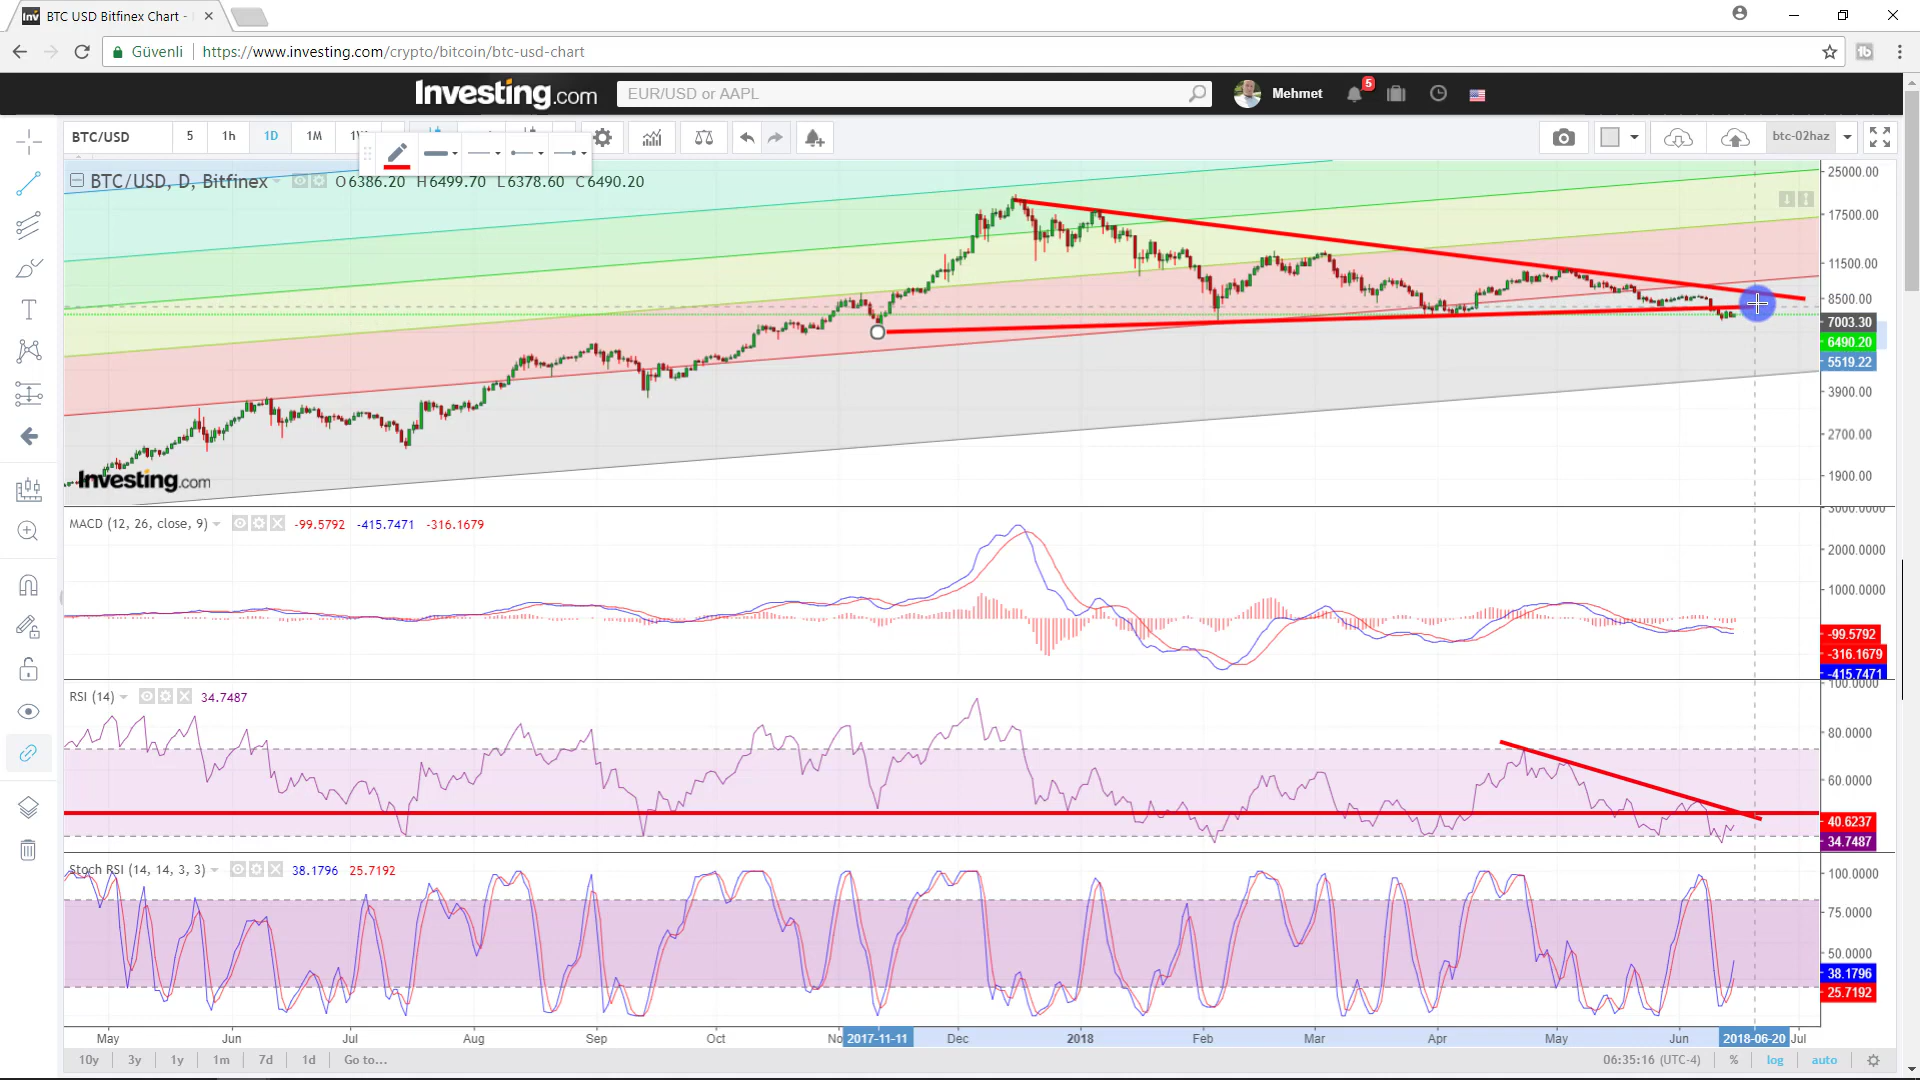 BTC USD Bitfinex Chart -
Güvenli
https://www.investing.com/crypto/bitcoin/btc-usd-chart
Investing.com
EUR/USD or AAPL
Mehmet
5
BTC/USD
5
1h
1D
1M
btc-02haz
BTC/USD, D, Bitfinex
O6386.20 H6499.70 L6378.60 C6490.20
25000.00
17500.00
11500.00
8500.00
7003.30
6490.20
5519.22
3900.00
2700.00
1900.00
Investing.com
MACD (12, 26, close, 9)
-99.5792 -415.7471 -316.1679
3000.0000
2000.0000
1000.0000
-99.5792
-316.1679
-415.7471
RSI (14)
34.7487
100.0000
80.0000
60.0000
40.6237
34.7487
Stoch RSI (14, 14, 3, 3)
38.1796 25.7192
100.0000
75.0000
50.0000
38.1796
25.7192
May Jun Jul Aug Sep Oct No 2017-11-11 Dec 2018 Feb Mar Apr May Jun 2018-06-20 Jul
10y 3y 1y 1m 7d 1d Go to...
06:35:16 (UTC-4) % log auto